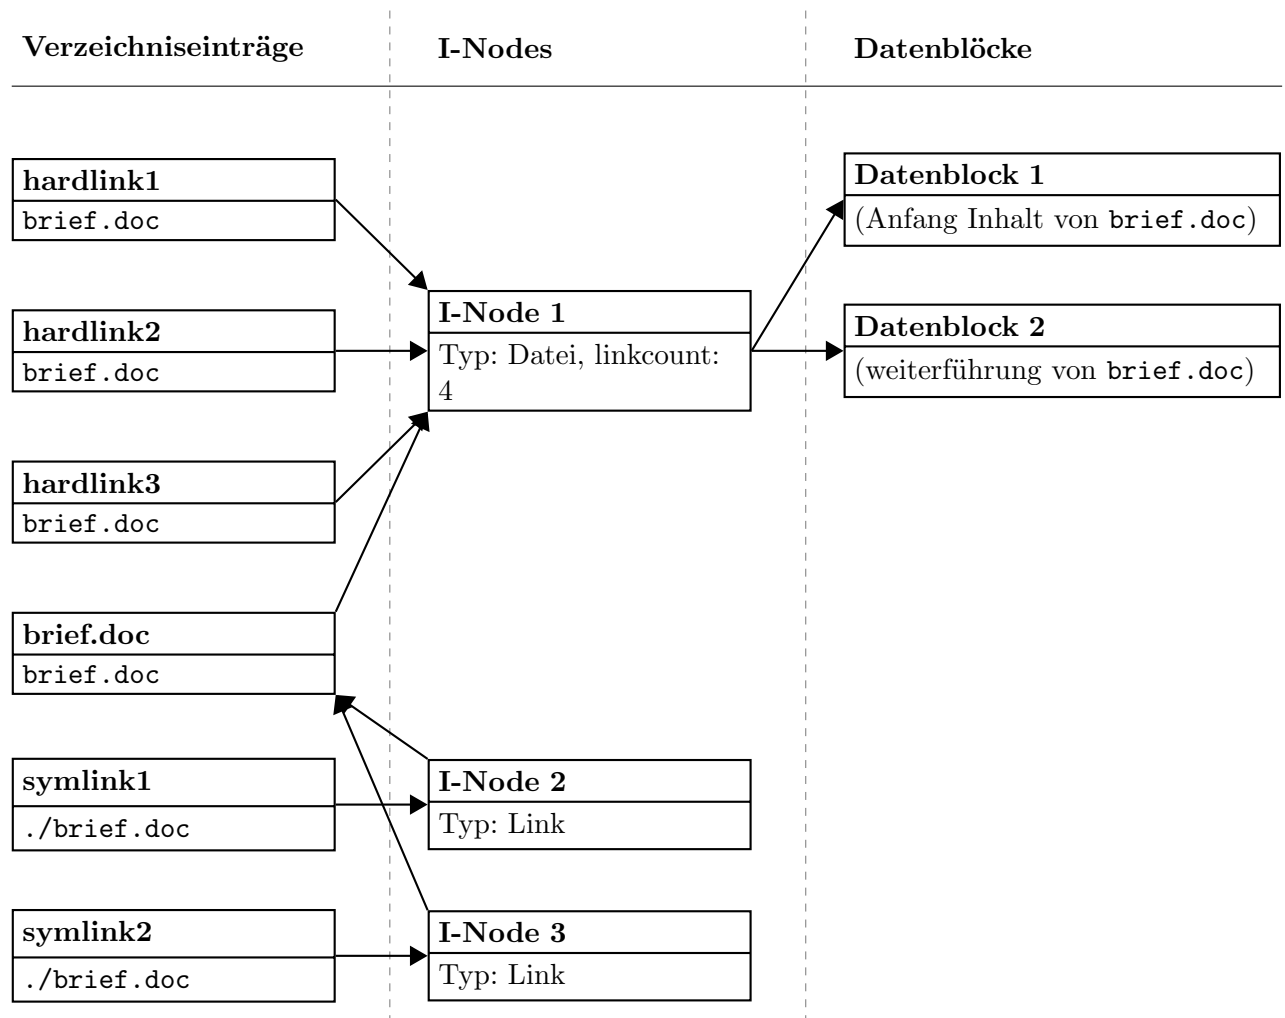 Verzeichniseinträge
I-Nodes
Datenblöcke
hardlink1
brief.doc
hardlink2
brief.doc
hardlink3
brief.doc
brief.doc
brief.doc
symlink1
./brief.doc
symlink2
./brief.doc
I-Node 1
Typ: Datei, linkcount:
4
I-Node 2
Typ: Link
I-Node 3
Typ: Link
Datenblock 1
(Anfang Inhalt von brief.doc)
Datenblock 2
(weiterführung von brief.doc)